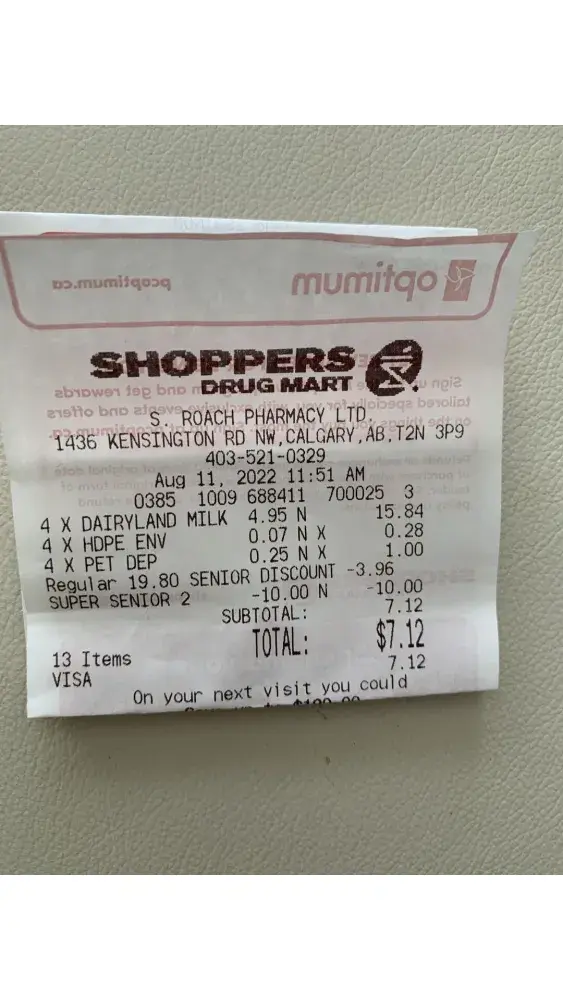 optimum
pcoptimum.ca
SHOPPERS
DRUG MART
S. ROACH PHARMACY LTD.
1436 KENSINGTON RD NW,CALGARY,AB,T2N 3P9
403-521-0329
Aug 11, 2022 11:51 AM
0385 1009 688411 700025 3
4 X DAIRYLAND MILK 4.95 N 15.84
4 X HDPE ENV 0.07 N X 0.28
4 X PET DEP 0.25 N X 1.00
Regular 19.80 SENIOR DISCOUNT -3.96
SUPER SENIOR 2 -10.00 N -10.00
SUBTOTAL: 7.12
TOTAL: $7.12
13 Items
VISA 7.12
On your next visit you could